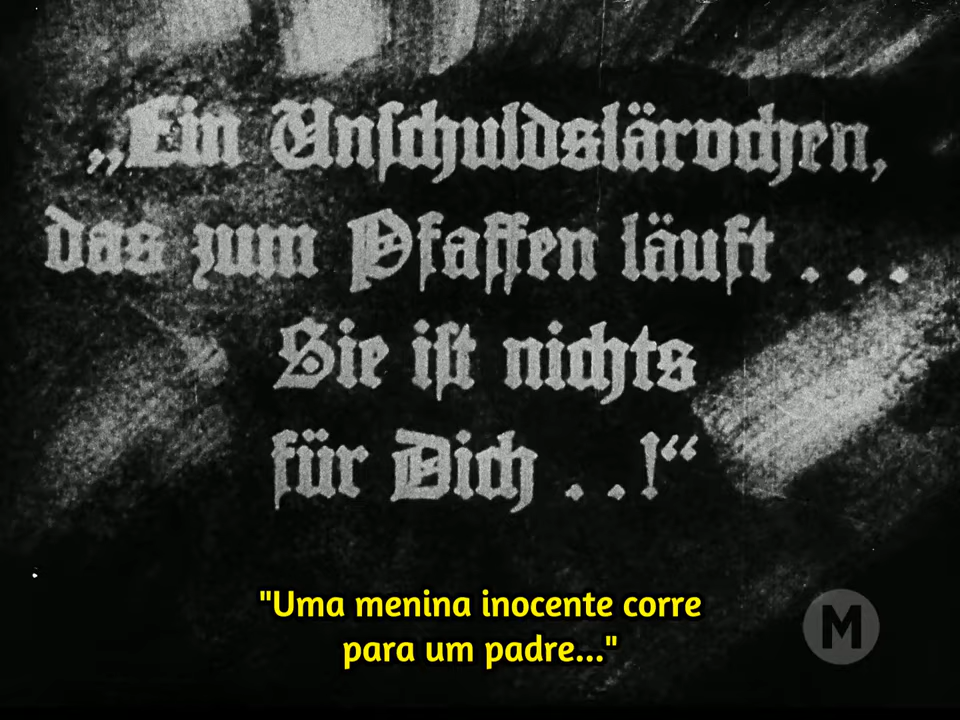 „Ein Unſchuldslärvchen,
das zum Pfaffen läuft . . .
Sie iſt nichts
für Dich . . !“
"Uma menina inocente corre
para um padre..."
M